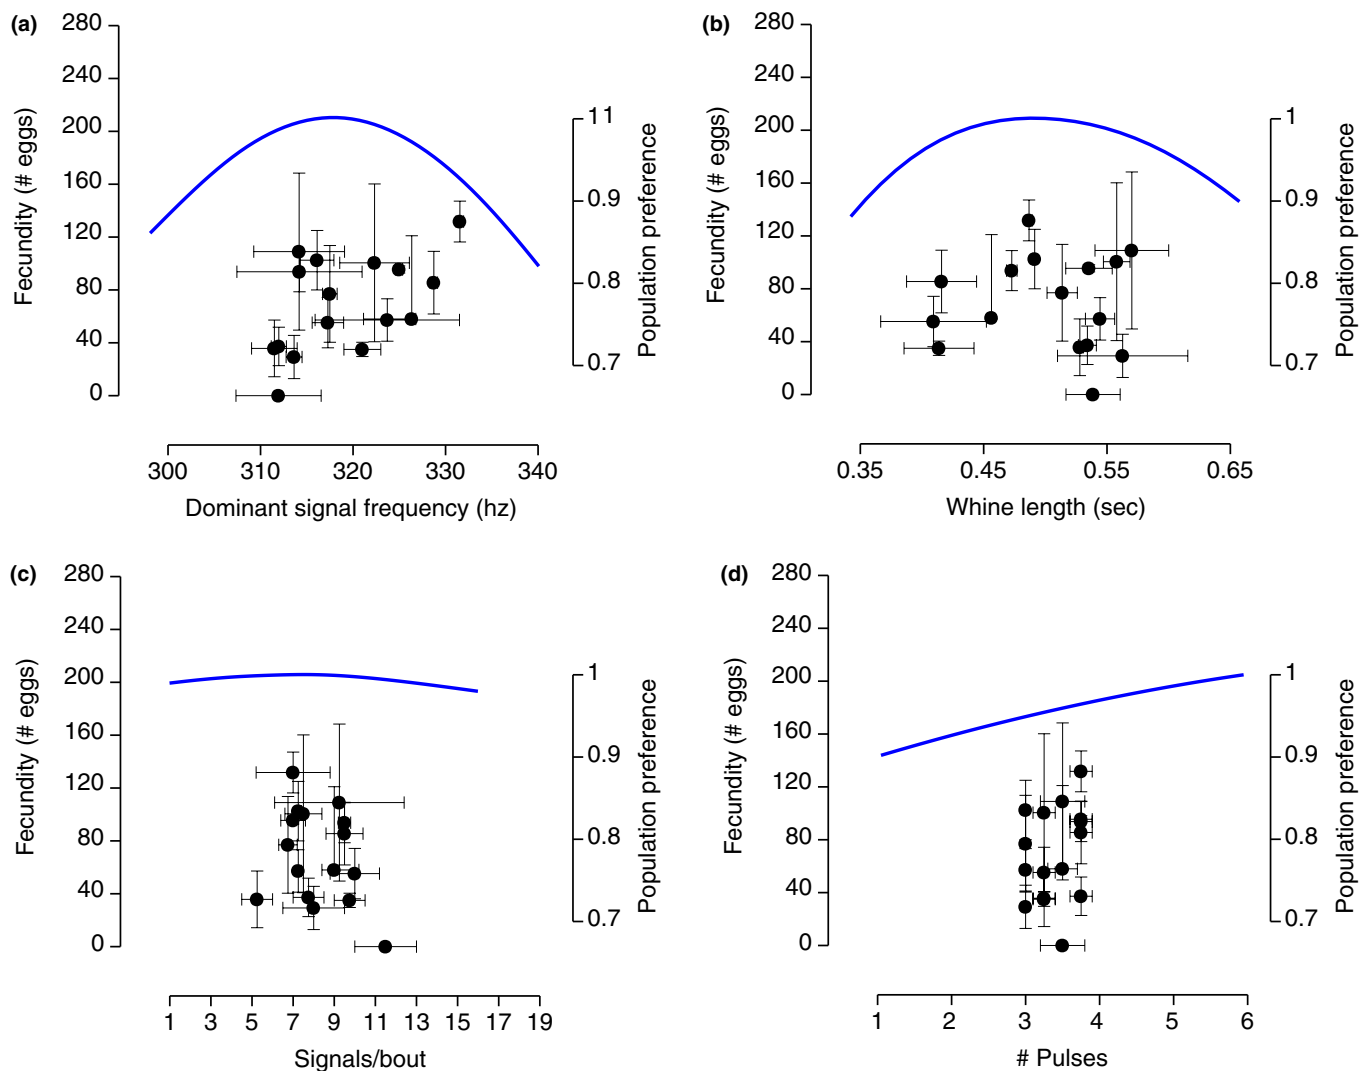 (a)
280
240
200
160
120
80
40
0
Fecundity (# eggs)
11
0.9
0.8
0.7
Population preference
300 310 320 330 340
Dominant signal frequency (hz)
(b)
280
240
200
160
120
80
40
0
Fecundity (# eggs)
1
0.9
0.8
0.7
Population preference
0.35 0.45 0.55 0.65
Whine length (sec)
(c)
280
240
200
160
120
80
40
0
Fecundity (# eggs)
1
0.9
0.8
0.7
Population preference
1 3 5 7 9 11 13 15 17 19
Signals/bout
(d)
280
240
200
160
120
80
40
0
Fecundity (# eggs)
1
0.9
0.8
0.7
Population preference
1 2 3 4 5 6
# Pulses